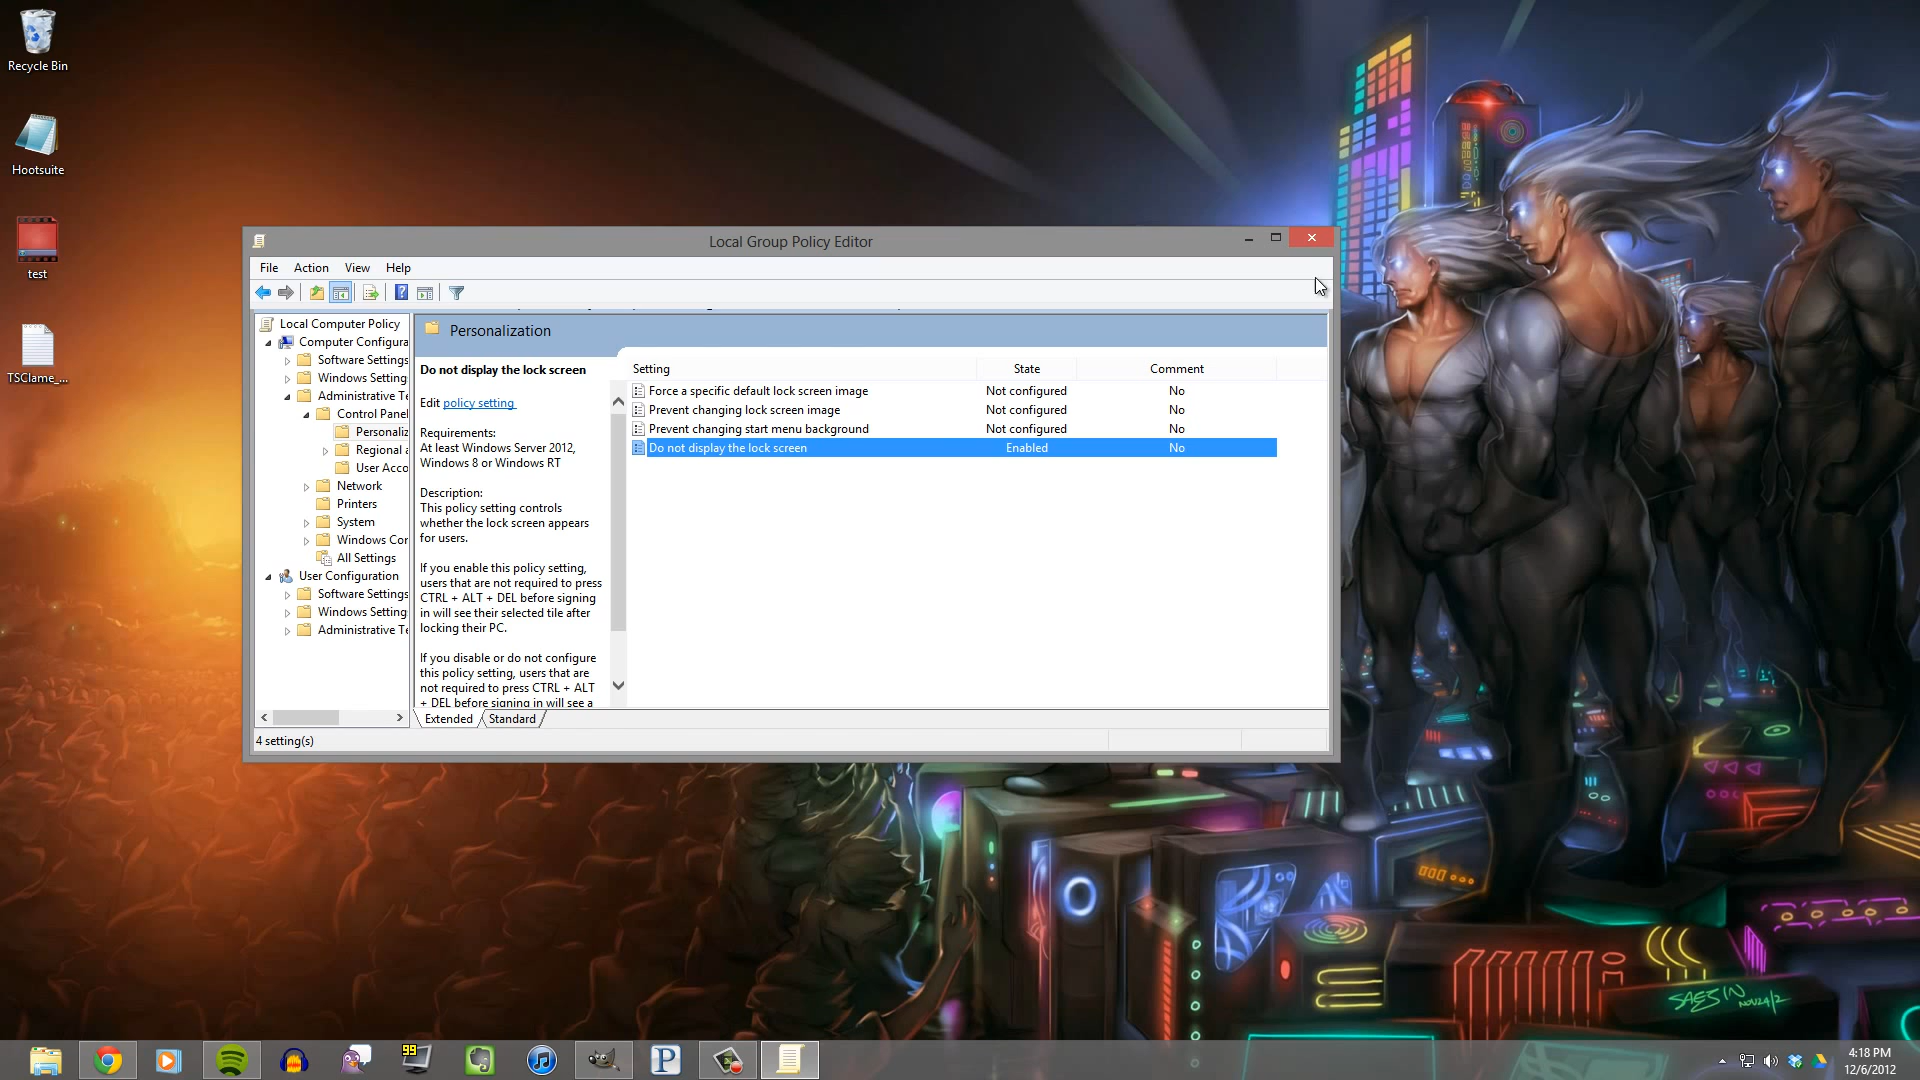 Recycle Bin
Hootsuite
test
TSClame_...
Local Group Policy Editor
File Action View Help
Local Computer Policy
Computer Configura
Software Settings
Windows Setting
Administrative Te
Control Panel
Personaliz
Regional a
User Acco
Network
Printers
System
Windows Cor
All Settings
User Configuration
Software Settings
Windows Setting
Administrative Te
Personalization
Do not display the lock screen
Edit policy setting
Requirements:
At least Windows Server 2012,
Windows 8 or Windows RT
Description:
This policy setting controls
whether the lock screen appears
for users.
If you enable this policy setting,
users that are not required to press
CTRL + ALT + DEL before signing
in will see their selected tile after
locking their PC.
If you disable or do not configure
this policy setting, users that are
not required to press CTRL + ALT
+ DEL before signing in will see a
Setting State Comment
Force a specific default lock screen image Not configured No
Prevent changing lock screen image Not configured No
Prevent changing start menu background Not configured No
Do not display the lock screen Enabled No
Extended Standard
4 setting(s)
SAEJIN
NOV2012
99
P
4:18 PM
12/6/2012